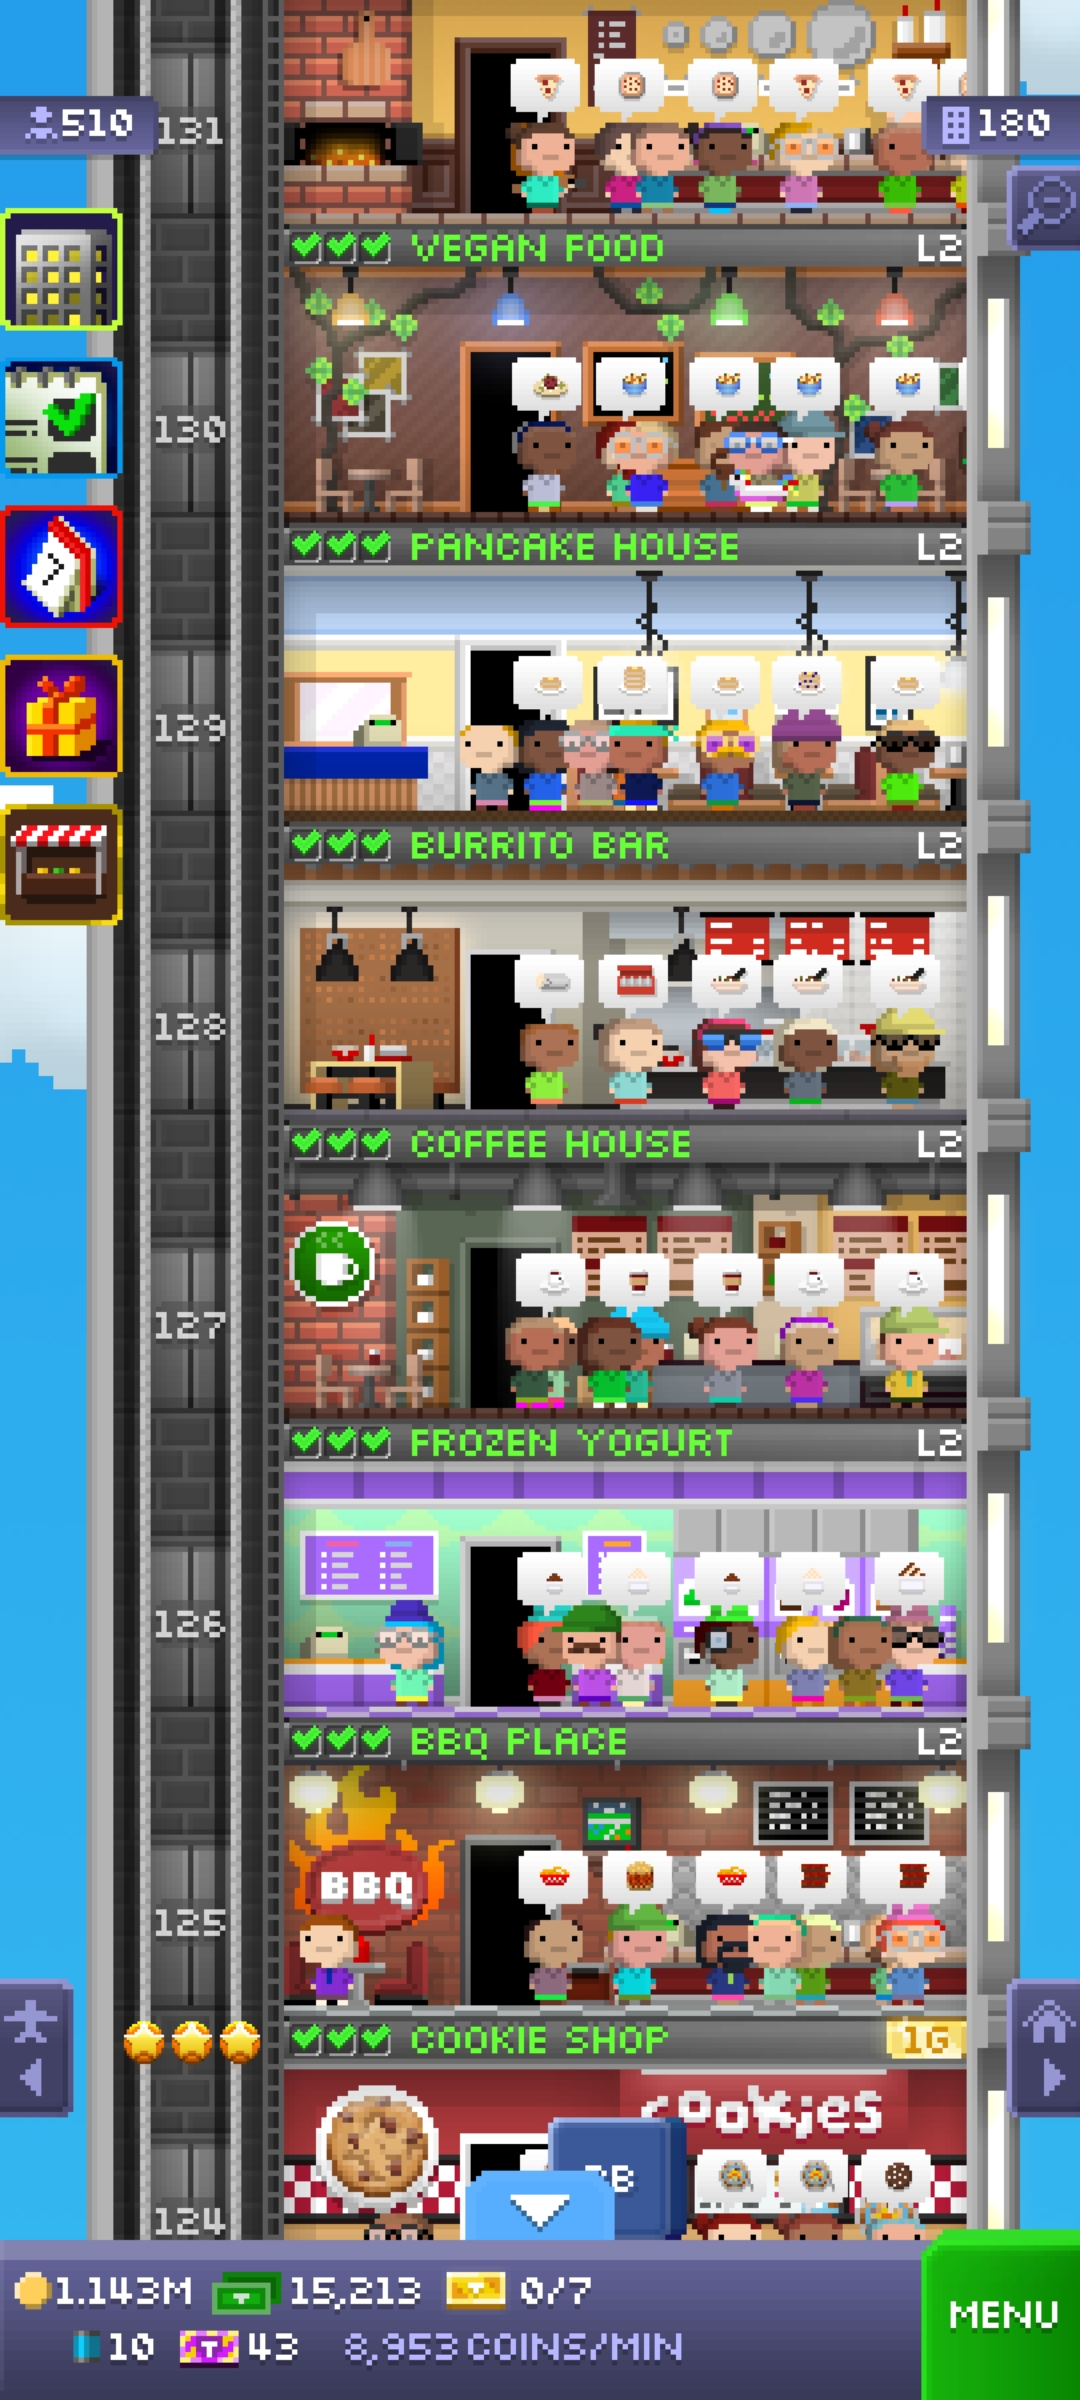 510
131
180
VEGAN FOOD L2
130
PANCAKE HOUSE L2
129
BURRITO BAR L2
128
COFFEE HOUSE L2
127
FROZEN YOGURT L2
126
BBQ PLACE L2
BBQ
125
COOKIE SHOP 1G
cookies
124
1.143M 15,213 0/7
MENU
10 43 8,953 COINS/MIN